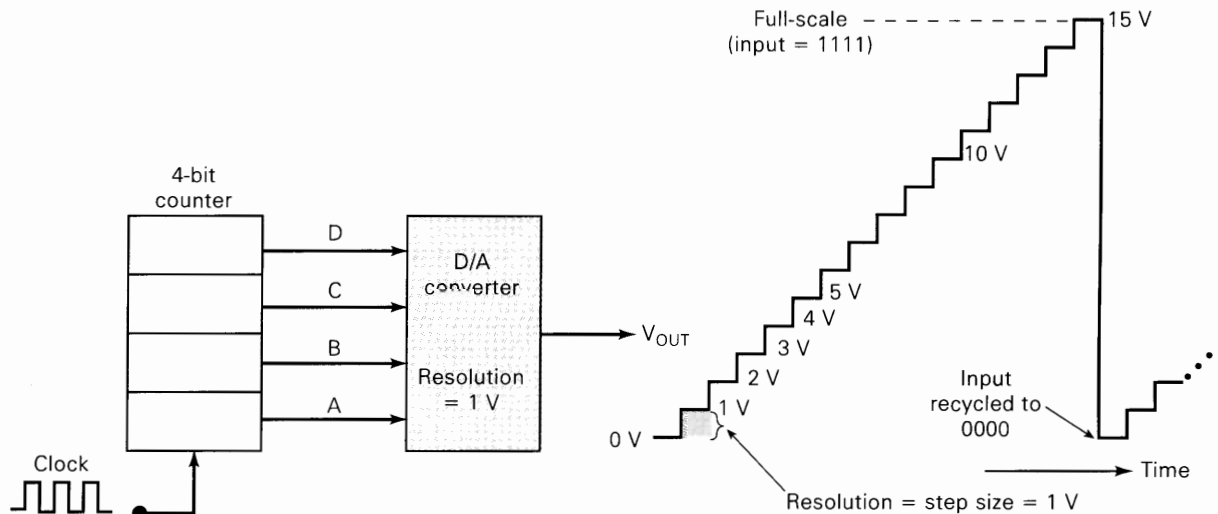 Full-scale
(input = 1111)
15 V
10 V
5 V
4 V
3 V
2 V
1 V
0 V
4-bit
counter
D
C
B
A
D/A
converter
Resolution
= 1 V
VOUT
Clock
Input
recycled to
0000
Time
Resolution = step size = 1 V